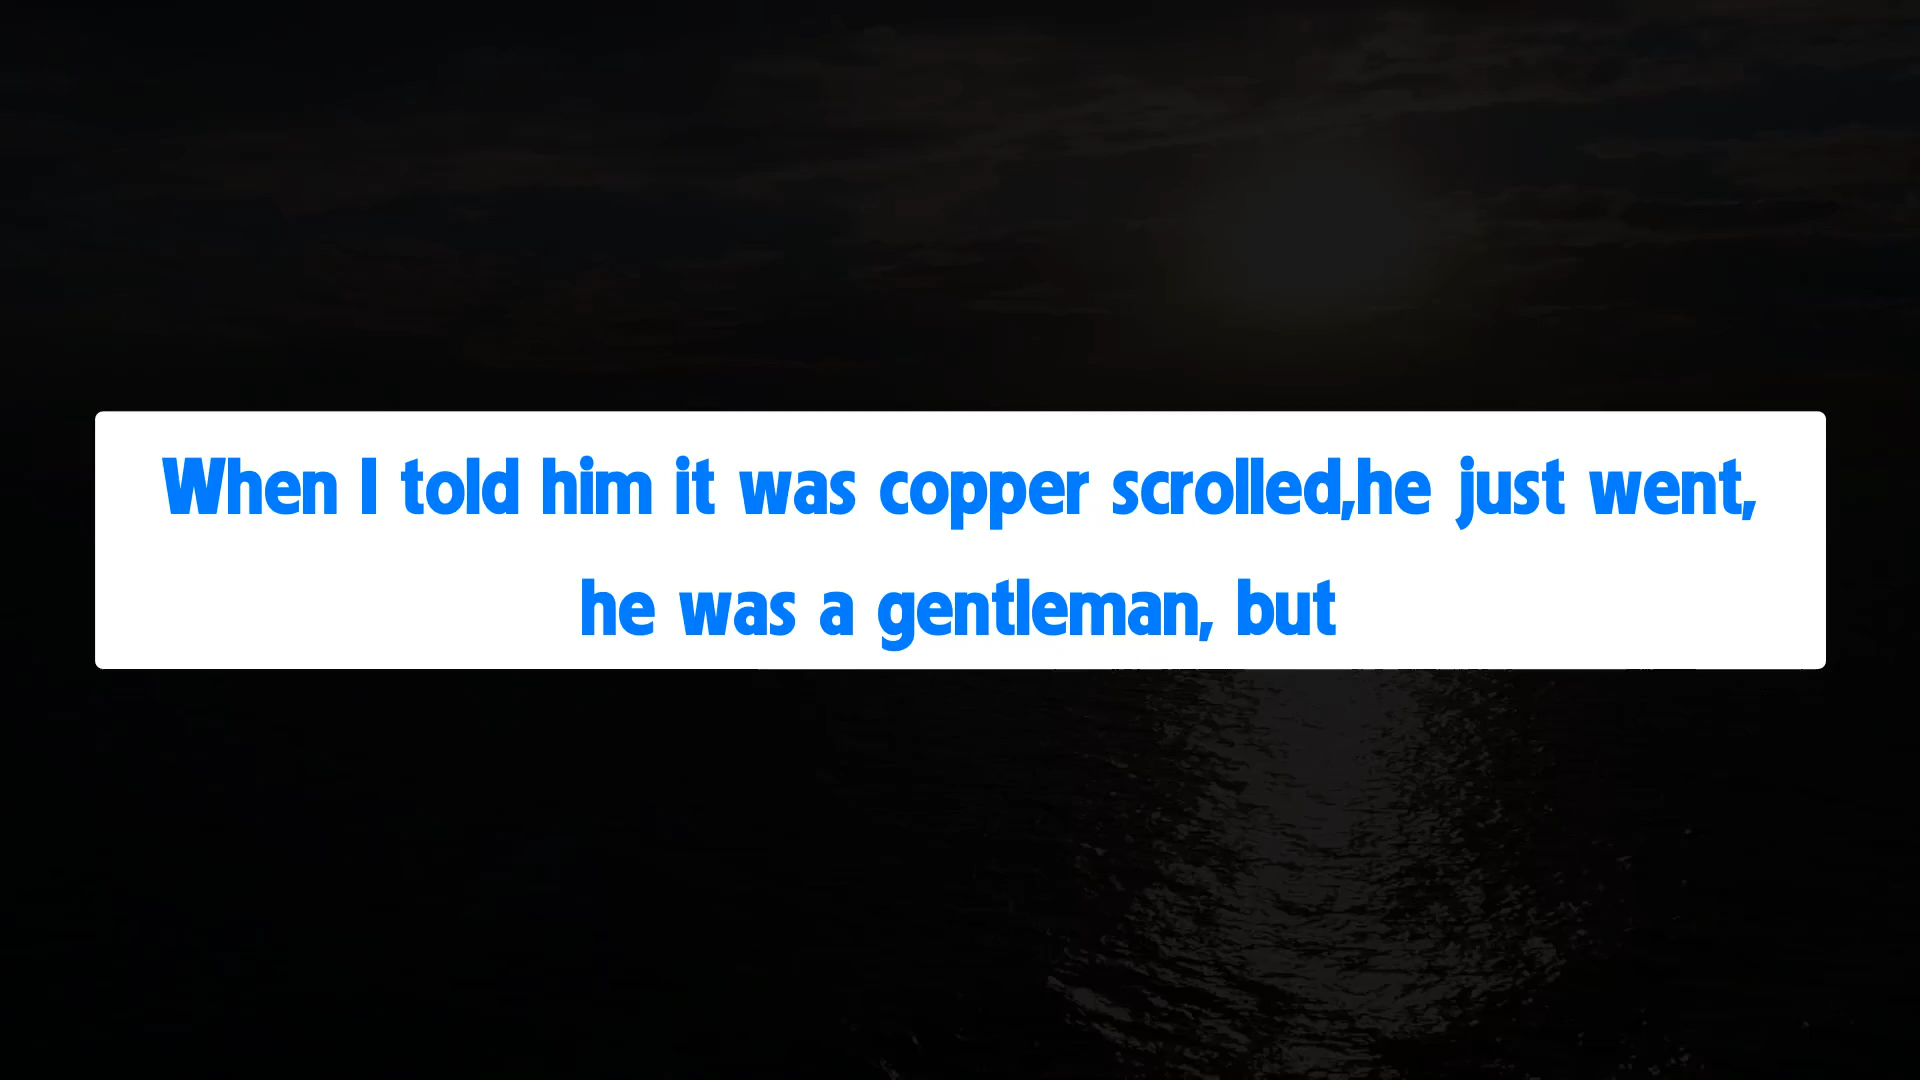 When I told him it was copper scrolled,he just went,
he was a gentleman, but